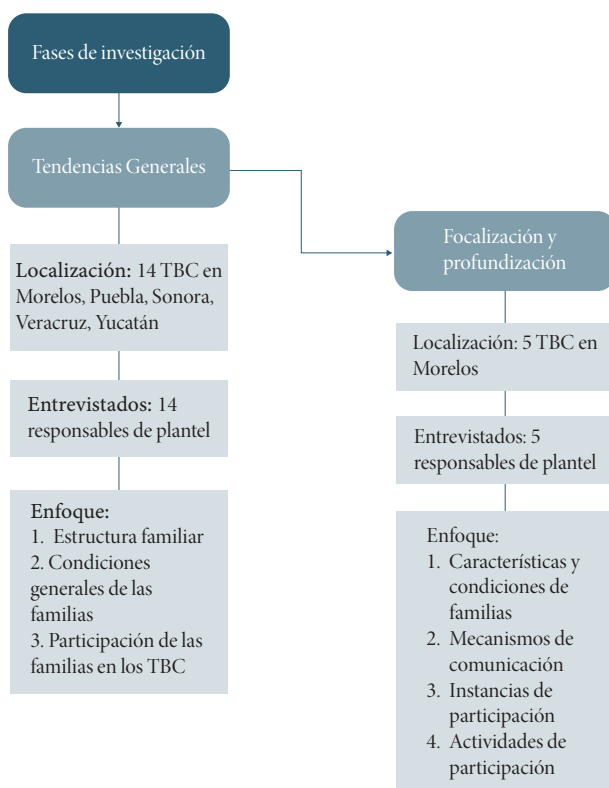 Fases de investigación
Tendencias Generales
Localización: 14 TBC en
Morelos, Puebla, Sonora,
Veracruz, Yucatán
Entrevistados: 14
responsables de plantel
Enfoque:
1. Estructura familiar
2. Condiciones
generales de las
familias
3. Participación de las
familias en los TBC
Focalización y
profundización
Localización: 5 TBC en
Morelos
Entrevistados: 5
responsables de plantel
Enfoque:
1. Características y
condiciones de
familias
2. Mecanismos de
comunicación
3. Instancias de
participación
4. Actividades de
participación